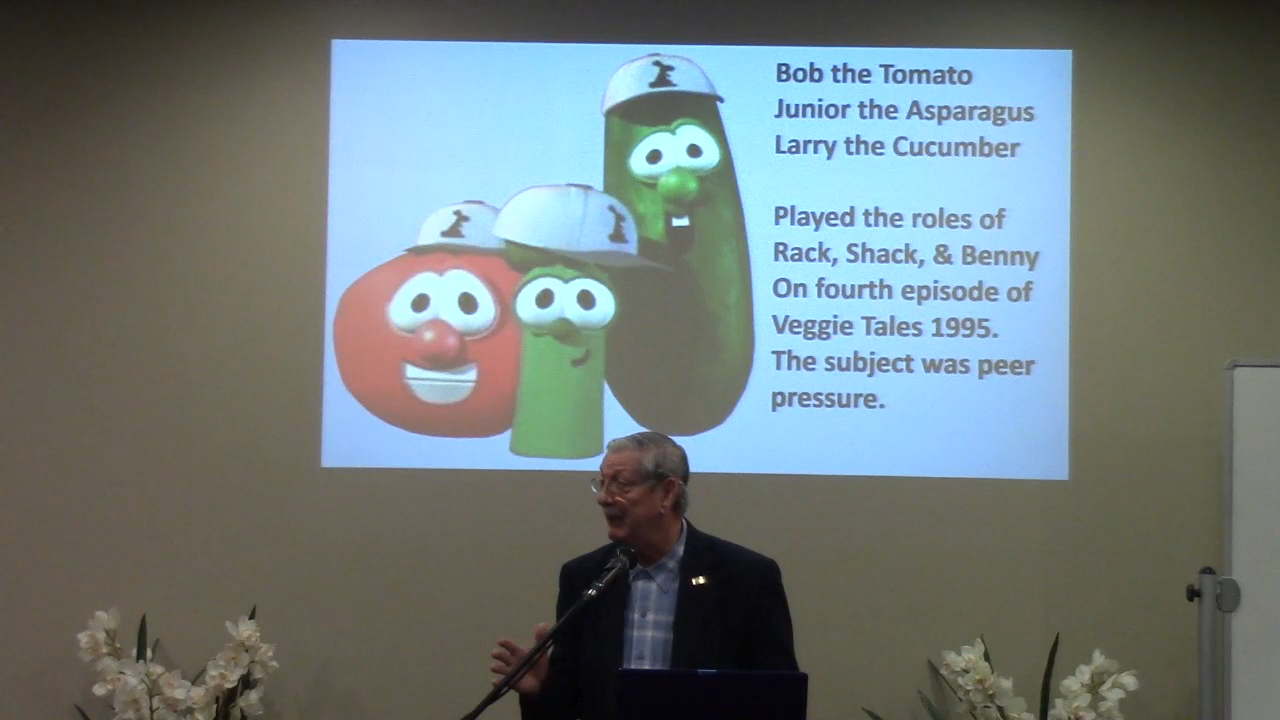 Bob the Tomato
Junior the Asparagus
Larry the Cucumber
Played the roles of
Rack, Shack, & Benny
On fourth episode of
Veggie Tales 1995.
The subject was peer
pressure.